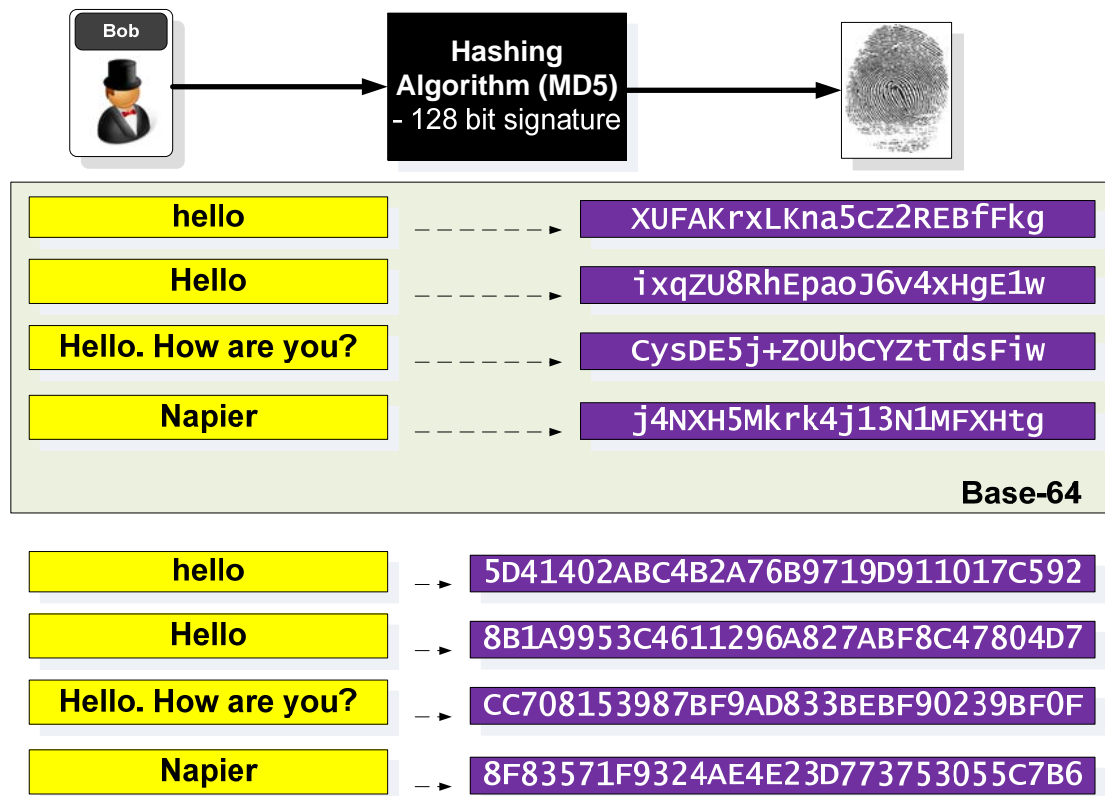 Bob
Hashing
Algorithm (MD5)
- 128 bit signature
hello
XUFAKrxLKna5cZ2REBfFkg
Hello
ixqZU8RhEpaoJ6v4xHgE1w
Hello. How are you?
CysDE5j+ZOUbCYZtTdsFiw
Napier
j4NXH5Mkrk4j13N1MFXHtg
Base-64
hello
5D41402ABC4B2A76B9719D911017C592
Hello
8B1A9953C4611296A827ABF8C47804D7
Hello. How are you?
CC708153987BF9AD833BEBF90239BF0F
Napier
8F83571F9324AE4E23D773753055C7B6